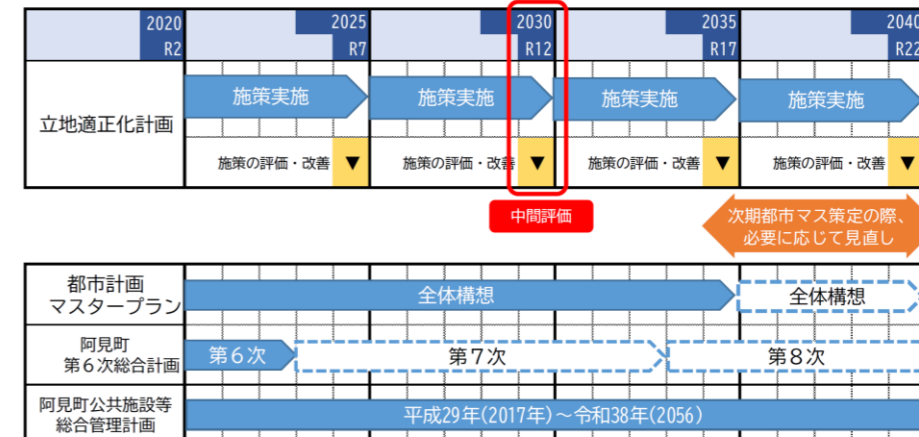 2020 2025 2030 2035 2040
R2 R7 R12 R17 R22
立地適正化計画
施策実施 施策実施 施策実施 施策実施
施策の評価・改善 ▼ 施策の評価・改善 ▼ 施策の評価・改善 ▼ 施策の評価・改善 ▼
中間評価
次期都市マス策定の際、
必要に応じて見直し
都市計画
マスタープラン
全体構想 全体構想
阿見町
第6次総合計画
第6次 第7次 第8次
阿見町公共施設等
総合管理計画
平成29年(2017年)~令和38年(2056)